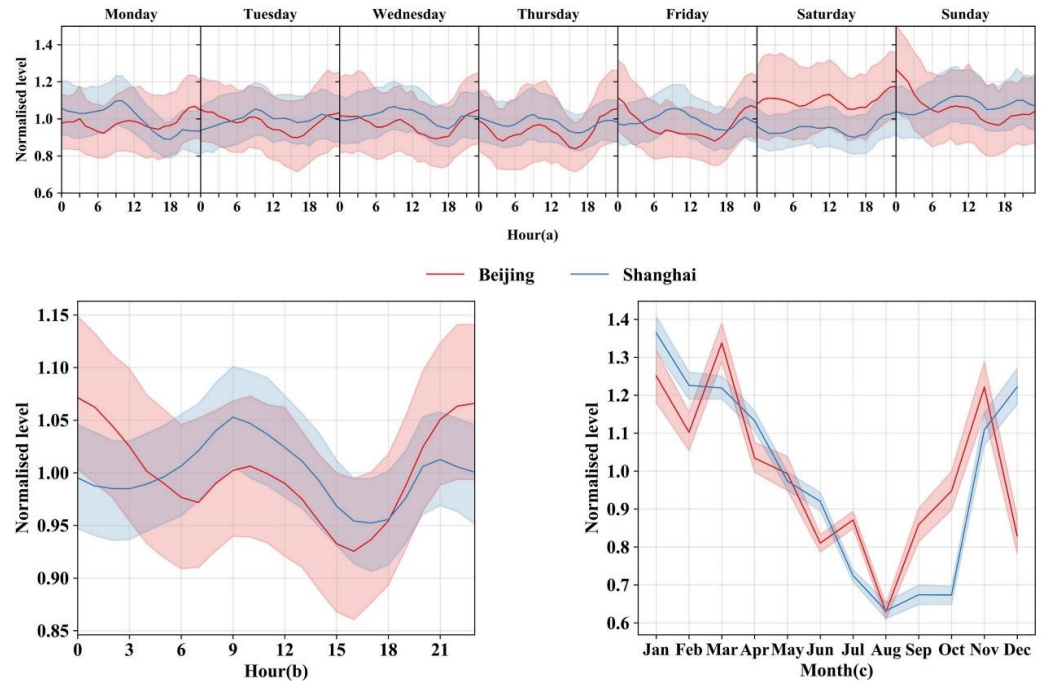 Monday Tuesday Wednesday Thursday Friday Saturday Sunday
Normalised level
1.4
1.2
1.0
0.8
0.6
0 6 12 18 0 6 12 18 0 6 12 18 0 6 12 18 0 6 12 18 0 6 12 18 0 6 12 18
Hour(a)
Beijing Shanghai
Normalised level
1.15
1.10
1.05
1.00
0.95
0.90
0.85
0 3 6 9 12 15 18 21
Hour(b)
Normalised level
1.4
1.3
1.2
1.1
1.0
0.9
0.8
0.7
0.6
Jan Feb Mar Apr May Jun Jul Aug Sep Oct Nov Dec
Month(c)